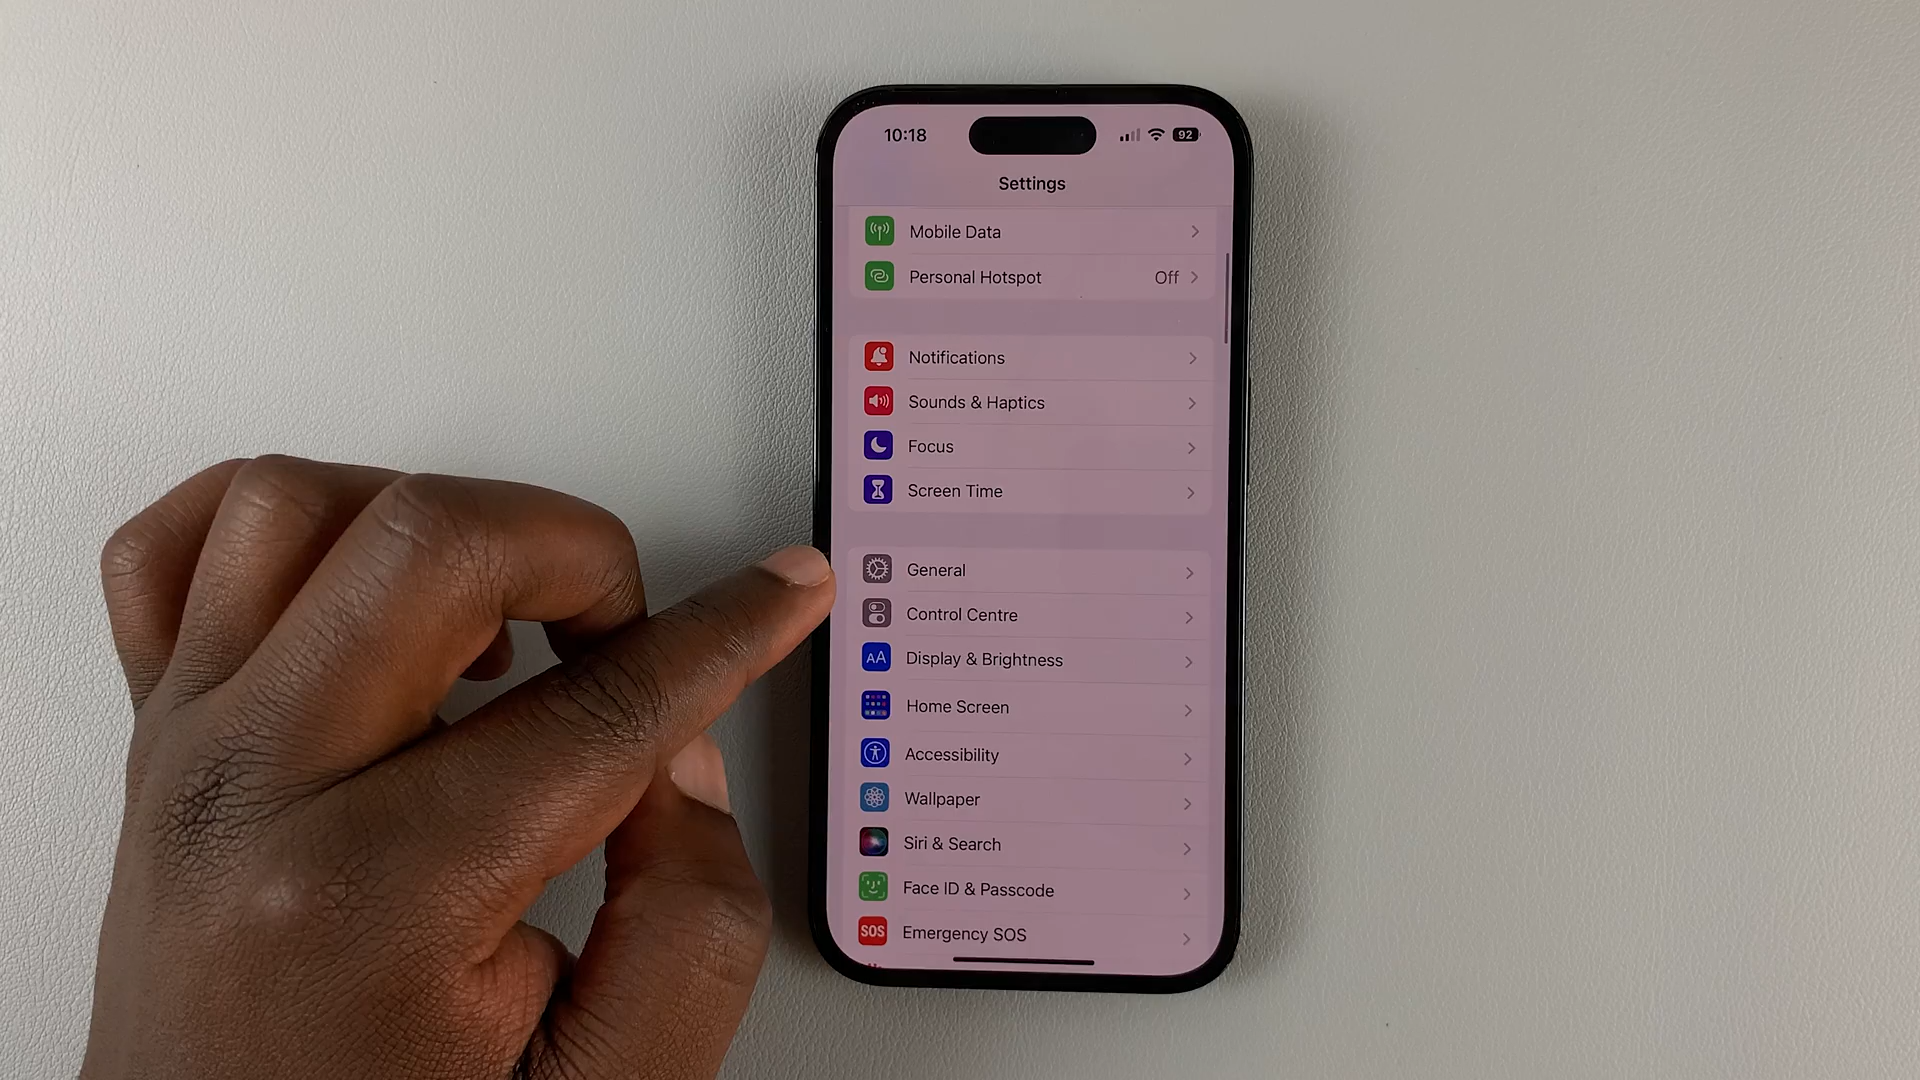 10:18
92
Settings
Mobile Data
Personal Hotspot Off
Notifications
Sounds & Haptics
Focus
Screen Time
General
Control Centre
AA Display & Brightness
Home Screen
Accessibility
Wallpaper
Siri & Search
Face ID & Passcode
SOS Emergency SOS